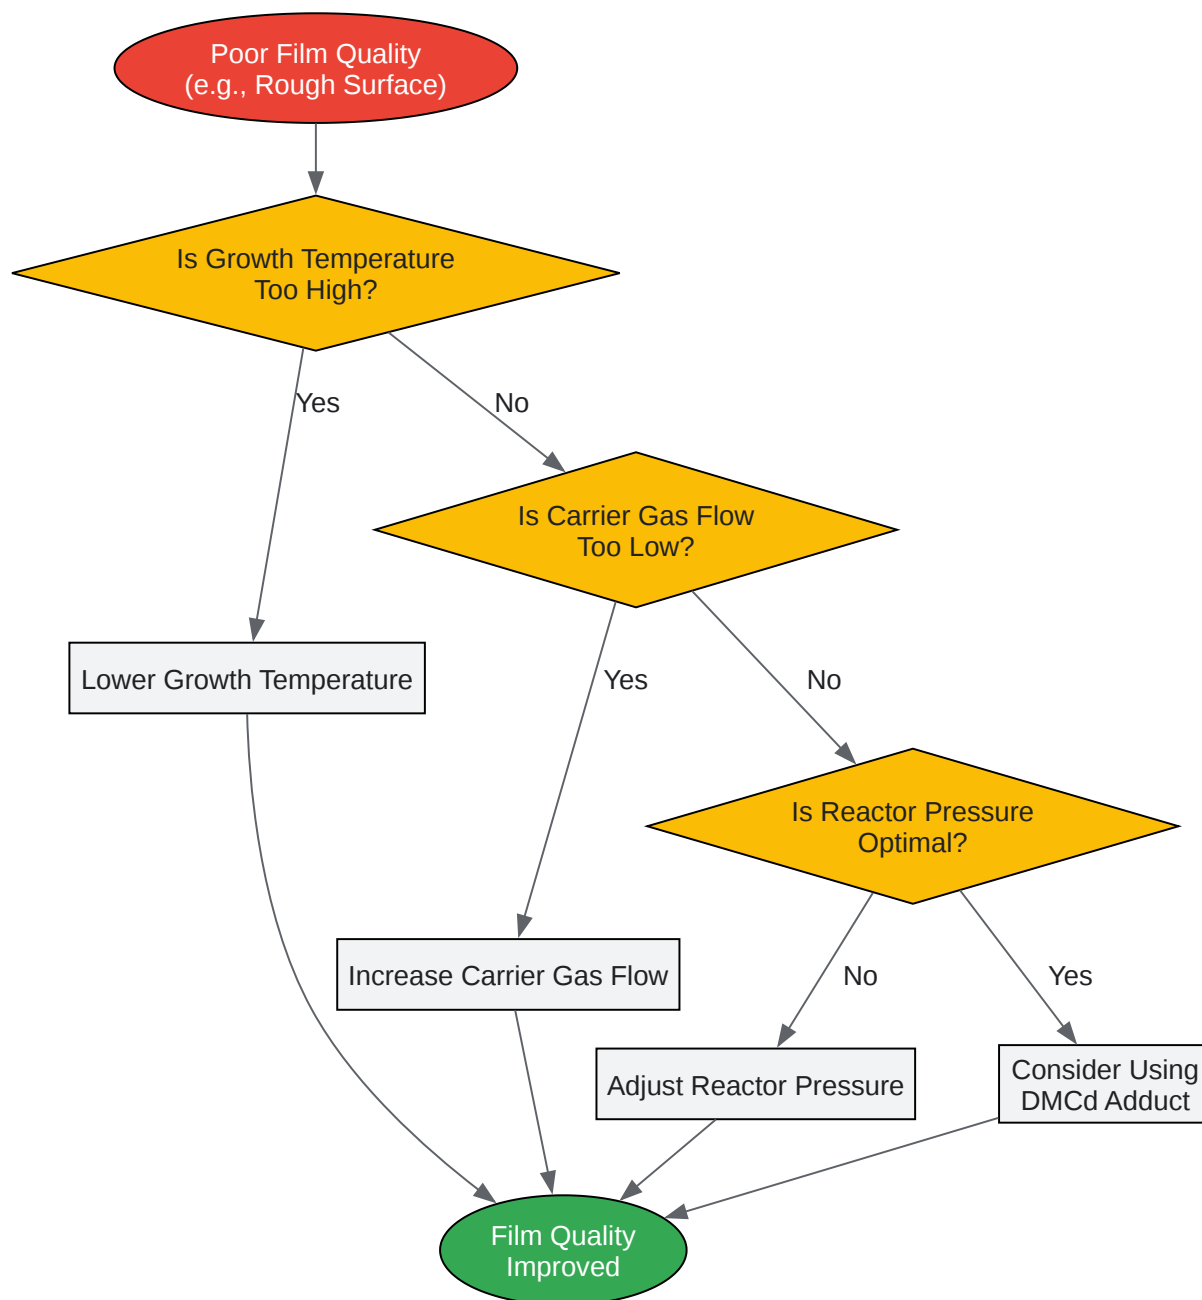 Poor Film Quality
(e.g., Rough Surface)
Is Growth Temperature
Too High?
Yes
No
Is Carrier Gas Flow
Too Low?
Lower Growth Temperature
Yes
No
Is Reactor Pressure
Optimal?
Increase Carrier Gas Flow
No
Yes
Adjust Reactor Pressure
Consider Using
DMCd Adduct
Film Quality
Improved